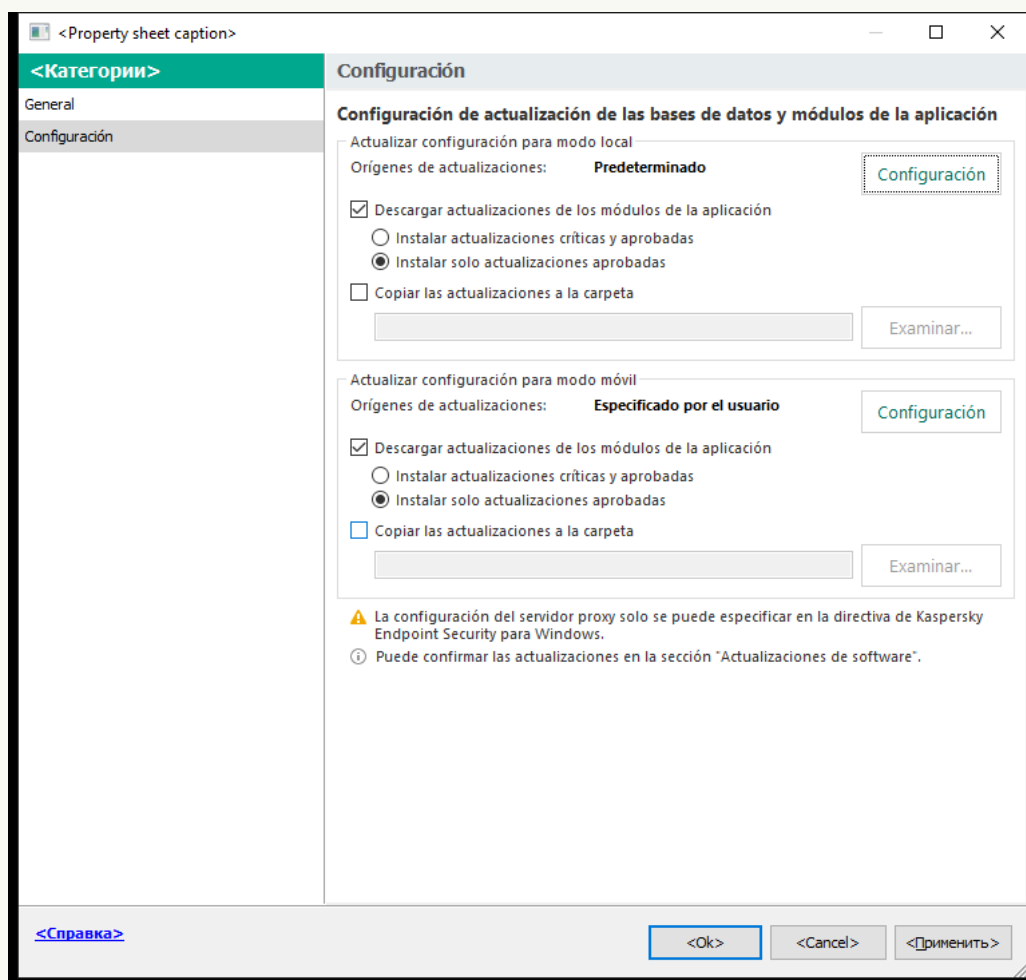 <Property sheet caption>
<Категории>
General
Configuración
Configuración
Configuración de actualización de las bases de datos y módulos de la aplicación
Actualizar configuración para modo local
Orígenes de actualizaciones: Predeterminado
Configuración
Descargar actualizaciones de los módulos de la aplicación
Instalar actualizaciones críticas y aprobadas
Instalar solo actualizaciones aprobadas
Copiar las actualizaciones a la carpeta
Examinar...
Actualizar configuración para modo móvil
Orígenes de actualizaciones: Especificado por el usuario
Configuración
Descargar actualizaciones de los módulos de la aplicación
Instalar actualizaciones críticas y aprobadas
Instalar solo actualizaciones aprobadas
Copiar las actualizaciones a la carpeta
Examinar...
La configuración del servidor proxy solo se puede especificar en la directiva de Kaspersky
Endpoint Security para Windows.
Puede confirmar las actualizaciones en la sección "Actualizaciones de software".
<Справка>
<Ok>
<Cancel>
<Применить>